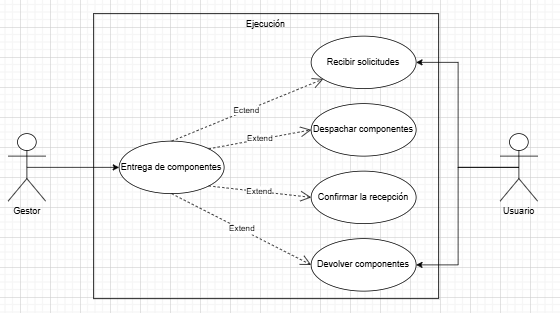 Ejecución
Recibir solicitudes
Ectend
Despachar componentes
Extend
Entrega de componentes
Extend
Confirmar la recepción
Gestor
Usuario
Extend
Devolver componentes